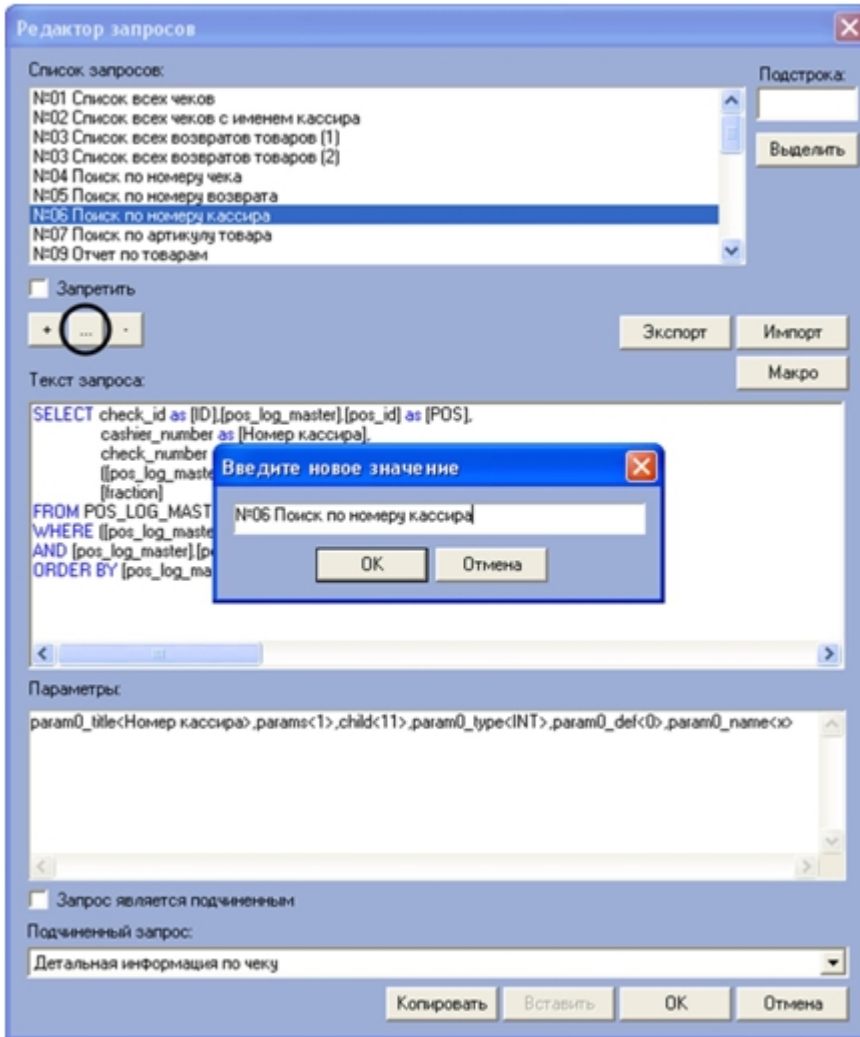 Редактор запросов
Список запросов:
Подстрока:
№01 Список всех чеков
№02 Список всех чеков с именем кассира
№03 Список всех возвратов товаров (1)
№03 Список всех возвратов товаров (2)
№04 Поиск по номеру чека
№05 Поиск по номеру возврата
№06 Поиск по номеру кассира
№07 Поиск по артикулу товара
№09 Отчет по товарам
Выделить
Запретить
+ ... -
Экспорт
Импорт
Макро
Текст запроса:
SELECT check_id as [ID],[pos_log_master].[pos_id] as [POS],
cashier_number as [Номер кассира],
check_number
([pos_log_maste
[fraction]
FROM POS_LOG_MAST
WHERE ([pos_log_maste
AND [pos_log_master].[p
ORDER BY [pos_log_ma
Введите новое значение
№06 Поиск по номеру кассира
OK
Отмена
Параметры:
param0_title<Номер кассира>,params<1>,child<11>,param0_type<INT>,param0_def<0>,param0_name<x>
Запрос является подчиненным
Подчиненный запрос:
Детальная информация по чеку
Копировать
Вставить
OK
Отмена